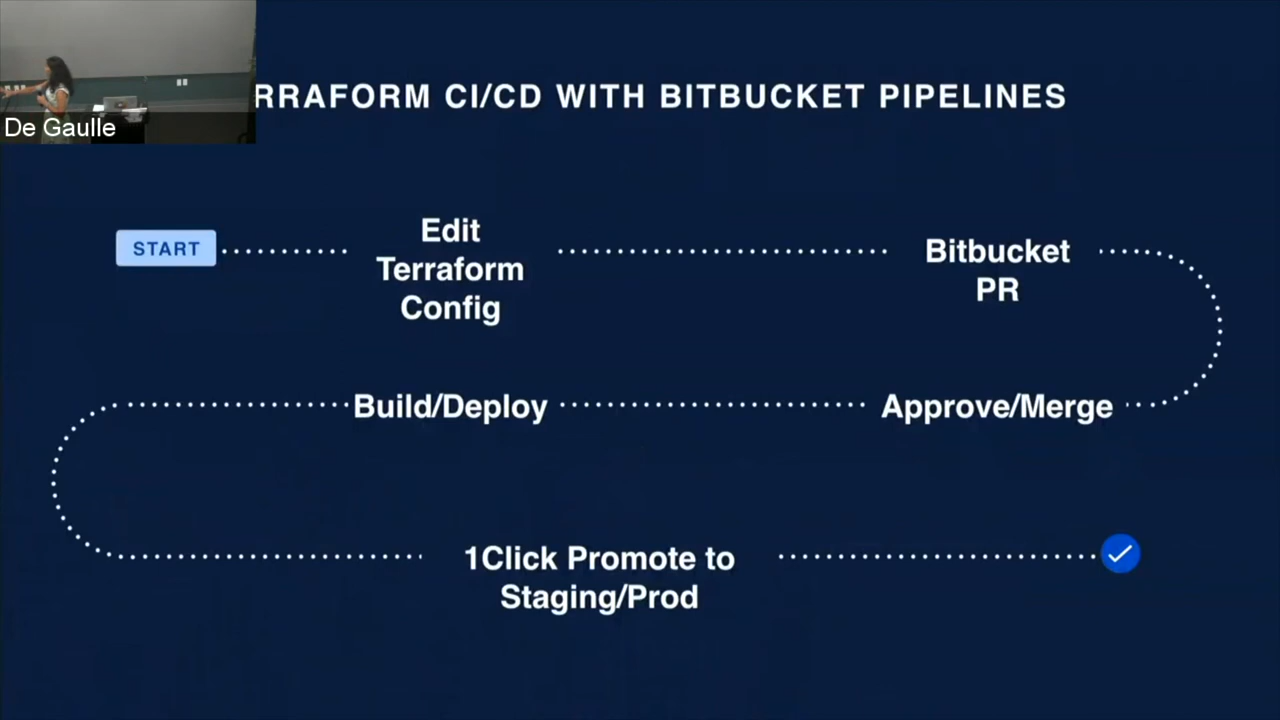 RRAFORM CI/CD WITH BITBUCKET PIPELINES
De Gaulle
START
Edit
Terraform
Config
Bitbucket
PR
Build/Deploy
Approve/Merge
1Click Promote to
Staging/Prod